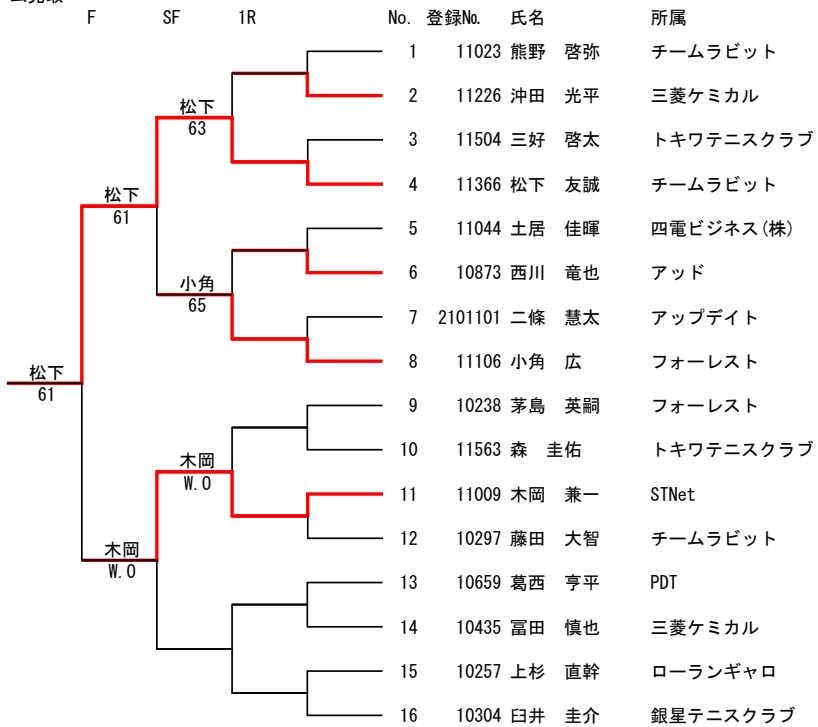 F SF 1R No. 登録No. 氏名 所属
1 11023 熊野 啓弥 チームラビット
2 11226 沖田 光平 三菱ケミカル
松下
63
3 11504 三好 啓太 トキワテニスクラブ
4 11366 松下 友誠 チームラビット
松下
61
5 11044 土居 佳暉 四電ビジネス(株)
6 10873 西川 竜也 アッド
小角
65
7 2101101 二條 慧太 アップデイト
8 11106 小角 広 フォーレスト
松下
61
9 10238 茅島 英嗣 フォーレスト
10 11563 森 圭佑 トキワテニスクラブ
木岡
W.O
11 11009 木岡 兼一 STNet
12 10297 藤田 大智 チームラビット
木岡
W.O
13 10659 葛西 亨平 PDT
14 10435 冨田 慎也 三菱ケミカル
15 10257 上杉 直幹 ローランギャロ
16 10304 臼井 圭介 銀星テニスクラブ